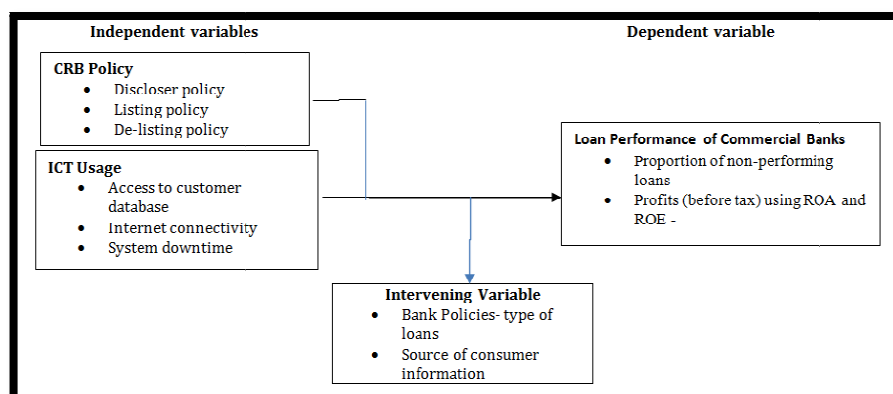 Independent variables
Dependent variable
CRB Policy
• Discloser policy
• Listing policy
• De-listing policy
ICT Usage
• Access to customer
database
• Internet connectivity
• System downtime
Loan Performance of Commercial Banks
• Proportion of non-performing
loans
• Profits (before tax) using ROA and
ROE -
Intervening Variable
• Bank Policies- type of
loans
• Source of consumer
information